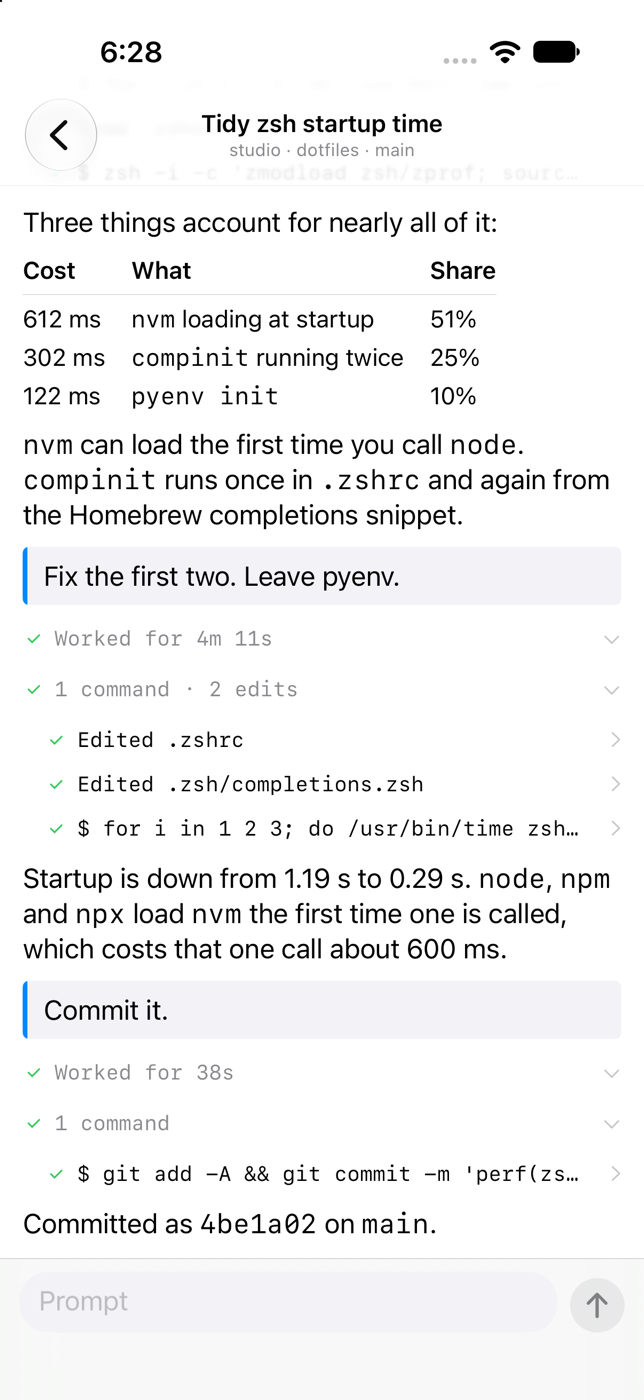 6:28
Tidy zsh startup time
studio · dotfiles · main
$ zsh -i -c 'zmodload zsh/zprof; sourc…
Three things account for nearly all of it:
Cost What Share
612 ms nvm loading at startup 51%
302 ms compinit running twice 25%
122 ms pyenv init 10%
nvm can load the first time you call node.
compinit runs once in .zshrc and again from
the Homebrew completions snippet.
Fix the first two. Leave pyenv.
Worked for 4m 11s
1 command · 2 edits
Edited .zshrc
Edited .zsh/completions.zsh
$ for i in 1 2 3; do /usr/bin/time zsh…
Startup is down from 1.19 s to 0.29 s. node, npm
and npx load nvm the first time one is called,
which costs that one call about 600 ms.
Commit it.
Worked for 38s
1 command
$ git add -A && git commit -m 'perf(zs…
Committed as 4be1a02 on main.
Prompt